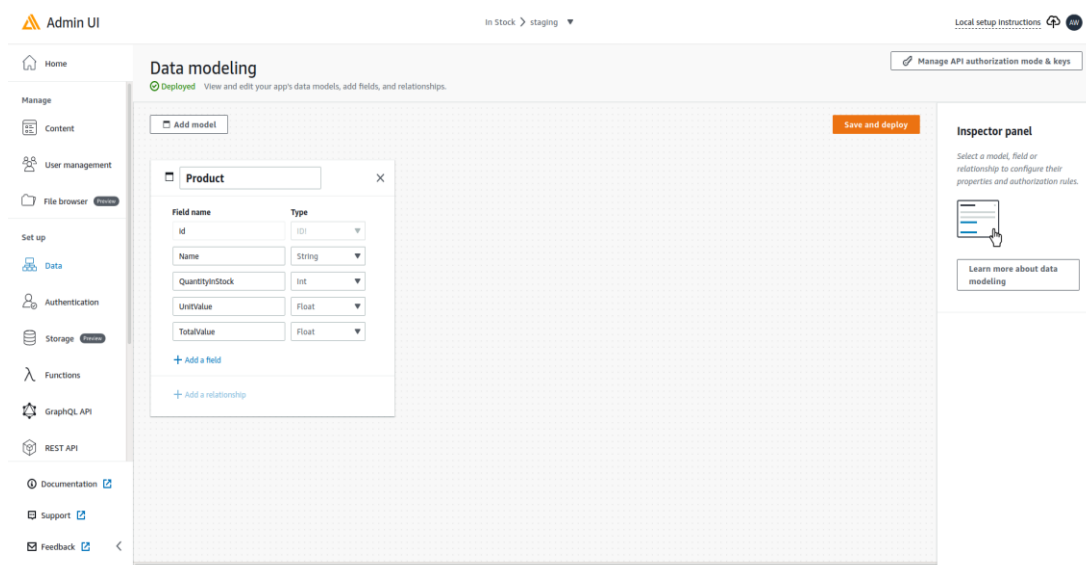 Admin UI
In Stock > staging ▼
Local setup instructions
AW
Home
Manage
Content
User management
File browser Preview
Set up
Data
Authentication
Storage Preview
Functions
GraphQL API
REST API
Documentation
Support
Feedback
Data modeling
Deployed View and edit your app's data models, add fields, and relationships.
Manage API authorization mode & keys
Add model
Save and deploy
Product
Field name Type
id ID!
Name String
QuantityInStock Int
UnitValue Float
TotalValue Float
+ Add a field
+ Add a relationship
Inspector panel
Select a model, field or
relationship to configure their
properties and authorization rules.
Learn more about data
modeling